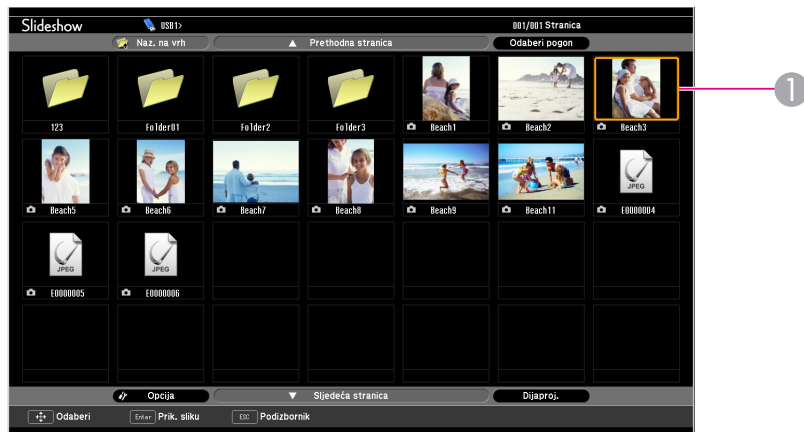 Slideshow USB1> 001/001 Stranica
Naz. na vrh ▲ Prethodna stranica Odaberi pogon
123 Folder01 Folder2 Folder3 Beach1 Beach2 Beach3
1
JPEG
Beach5 Beach6 Beach7 Beach8 Beach9 Beach11 E0000004
JPEG JPEG
E0000005 E0000006
Opcija ▼ Sljedeća stranica Dijaproj.
Odaberi Enter Prik. sliku ESC Podizbornik